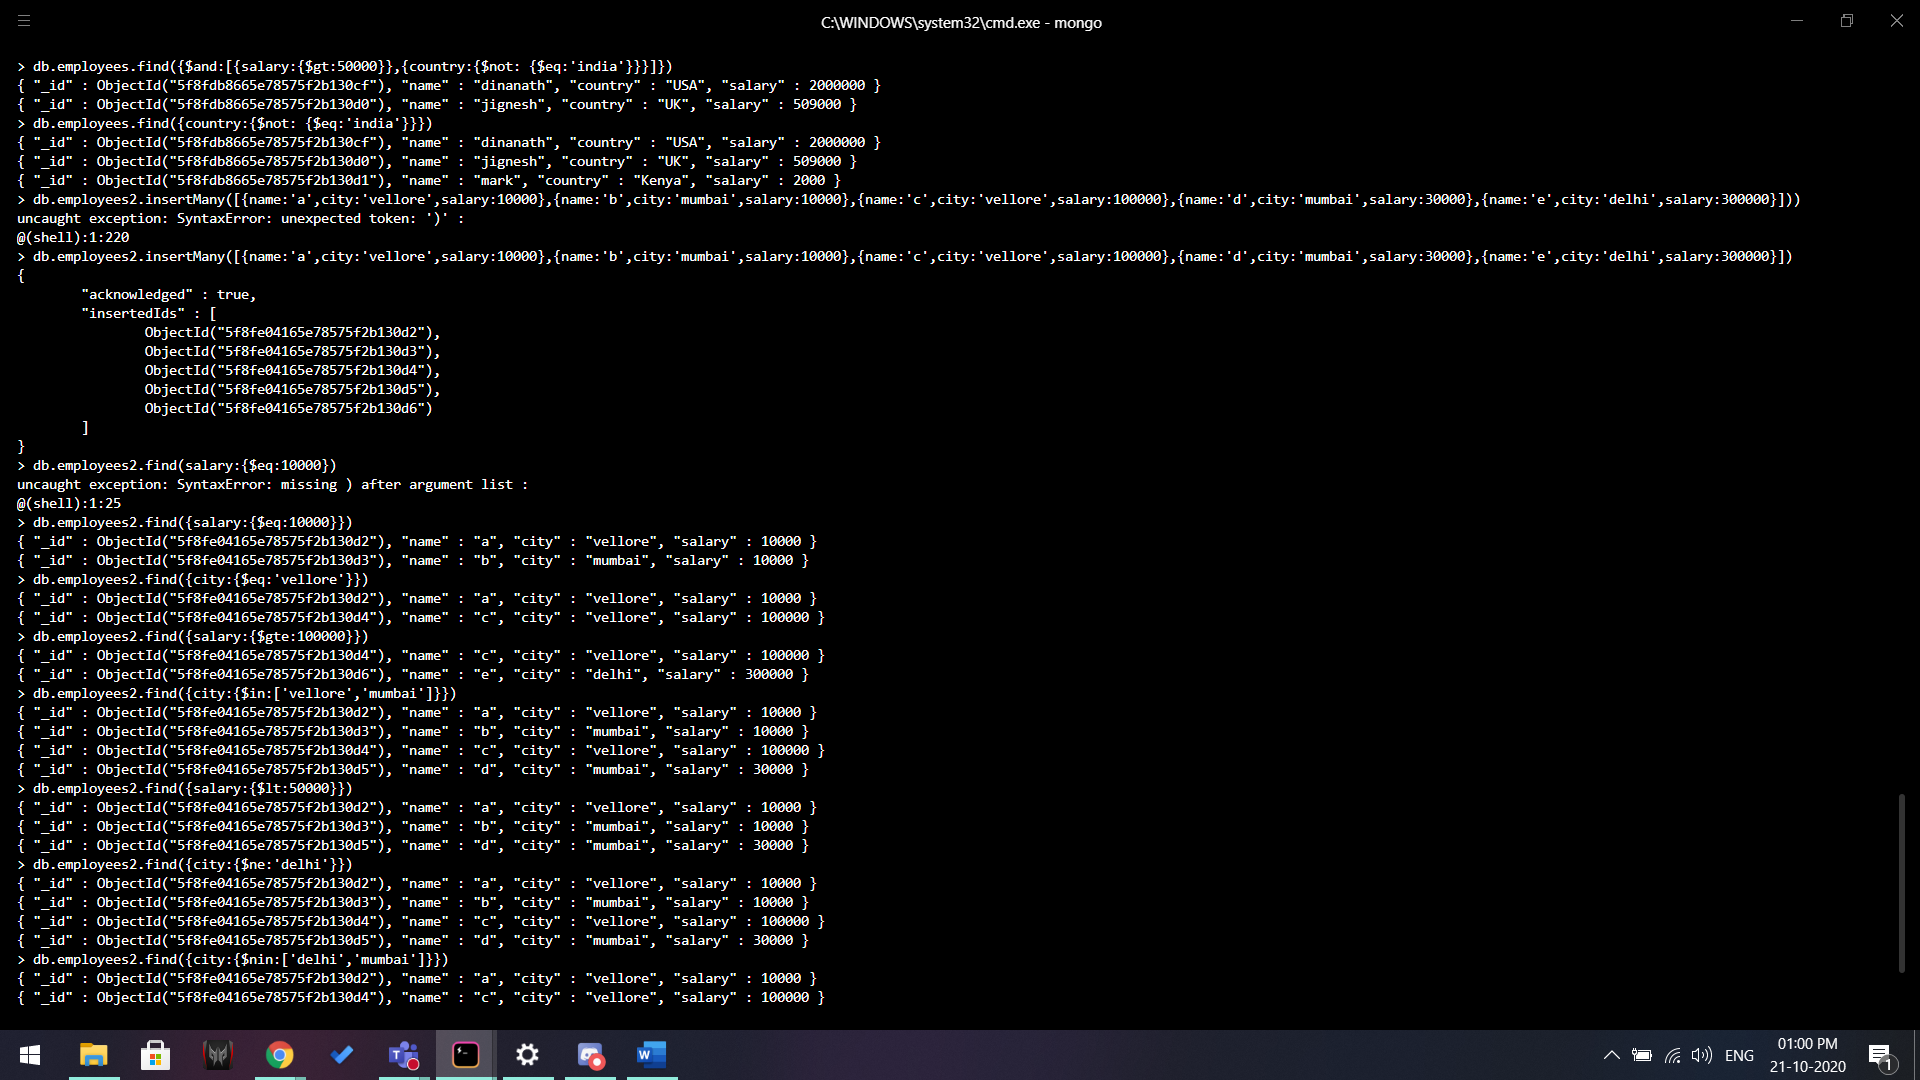 C:\WINDOWS\system32\cmd.exe - mongo
> db.employees.find({$and:[{salary:{$gt:50000}},{country:{$not: {$eq:'india'}}}]})
{ "_id" : ObjectId("5f8fdb8665e78575f2b130cf"), "name" : "dinanath", "country" : "USA", "salary" : 2000000 }
{ "_id" : ObjectId("5f8fdb8665e78575f2b130d0"), "name" : "jignesh", "country" : "UK", "salary" : 509000 }
> db.employees.find({country:{$not: {$eq:'india'}}})
{ "_id" : ObjectId("5f8fdb8665e78575f2b130cf"), "name" : "dinanath", "country" : "USA", "salary" : 2000000 }
{ "_id" : ObjectId("5f8fdb8665e78575f2b130d0"), "name" : "jignesh", "country" : "UK", "salary" : 509000 }
{ "_id" : ObjectId("5f8fdb8665e78575f2b130d1"), "name" : "mark", "country" : "Kenya", "salary" : 2000 }
> db.employees2.insertMany([{name:'a',city:'vellore',salary:10000},{name:'b',city:'mumbai',salary:10000},{name:'c',city:'vellore',salary:100000},{name:'d',city:'mumbai',salary:30000},{name:'e',city:'delhi',salary:300000}]))
uncaught exception: SyntaxError: unexpected token: ')' :
@(shell):1:220
> db.employees2.insertMany([{name:'a',city:'vellore',salary:10000},{name:'b',city:'mumbai',salary:10000},{name:'c',city:'vellore',salary:100000},{name:'d',city:'mumbai',salary:30000},{name:'e',city:'delhi',salary:300000}])
{
"acknowledged" : true,
"insertedIds" : [
ObjectId("5f8fe04165e78575f2b130d2"),
ObjectId("5f8fe04165e78575f2b130d3"),
ObjectId("5f8fe04165e78575f2b130d4"),
ObjectId("5f8fe04165e78575f2b130d5"),
ObjectId("5f8fe04165e78575f2b130d6")
]
}
> db.employees2.find(salary:{$eq:10000})
uncaught exception: SyntaxError: missing ) after argument list :
@(shell):1:25
> db.employees2.find({salary:{$eq:10000}})
{ "_id" : ObjectId("5f8fe04165e78575f2b130d2"), "name" : "a", "city" : "vellore", "salary" : 10000 }
{ "_id" : ObjectId("5f8fe04165e78575f2b130d3"), "name" : "b", "city" : "mumbai", "salary" : 10000 }
> db.employees2.find({city:{$eq:'vellore'}})
{ "_id" : ObjectId("5f8fe04165e78575f2b130d2"), "name" : "a", "city" : "vellore", "salary" : 10000 }
{ "_id" : ObjectId("5f8fe04165e78575f2b130d4"), "name" : "c", "city" : "vellore", "salary" : 100000 }
> db.employees2.find({salary:{$gte:100000}})
{ "_id" : ObjectId("5f8fe04165e78575f2b130d4"), "name" : "c", "city" : "vellore", "salary" : 100000 }
{ "_id" : ObjectId("5f8fe04165e78575f2b130d6"), "name" : "e", "city" : "delhi", "salary" : 300000 }
> db.employees2.find({city:{$in:['vellore','mumbai']}})
{ "_id" : ObjectId("5f8fe04165e78575f2b130d2"), "name" : "a", "city" : "vellore", "salary" : 10000 }
{ "_id" : ObjectId("5f8fe04165e78575f2b130d3"), "name" : "b", "city" : "mumbai", "salary" : 10000 }
{ "_id" : ObjectId("5f8fe04165e78575f2b130d4"), "name" : "c", "city" : "vellore", "salary" : 100000 }
{ "_id" : ObjectId("5f8fe04165e78575f2b130d5"), "name" : "d", "city" : "mumbai", "salary" : 30000 }
> db.employees2.find({salary:{$lt:50000}})
{ "_id" : ObjectId("5f8fe04165e78575f2b130d2"), "name" : "a", "city" : "vellore", "salary" : 10000 }
{ "_id" : ObjectId("5f8fe04165e78575f2b130d3"), "name" : "b", "city" : "mumbai", "salary" : 10000 }
{ "_id" : ObjectId("5f8fe04165e78575f2b130d5"), "name" : "d", "city" : "mumbai", "salary" : 30000 }
> db.employees2.find({city:{$ne:'delhi'}})
{ "_id" : ObjectId("5f8fe04165e78575f2b130d2"), "name" : "a", "city" : "vellore", "salary" : 10000 }
{ "_id" : ObjectId("5f8fe04165e78575f2b130d3"), "name" : "b", "city" : "mumbai", "salary" : 10000 }
{ "_id" : ObjectId("5f8fe04165e78575f2b130d4"), "name" : "c", "city" : "vellore", "salary" : 100000 }
{ "_id" : ObjectId("5f8fe04165e78575f2b130d5"), "name" : "d", "city" : "mumbai", "salary" : 30000 }
> db.employees2.find({city:{$nin:['delhi','mumbai']}})
{ "_id" : ObjectId("5f8fe04165e78575f2b130d2"), "name" : "a", "city" : "vellore", "salary" : 10000 }
{ "_id" : ObjectId("5f8fe04165e78575f2b130d4"), "name" : "c", "city" : "vellore", "salary" : 100000 }
ENG
01:00 PM
21-10-2020
1